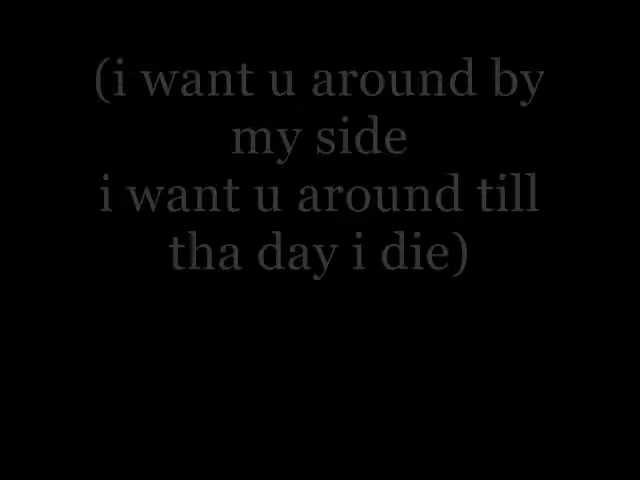 (i want u around by
my side
i want u around till
tha day i die)